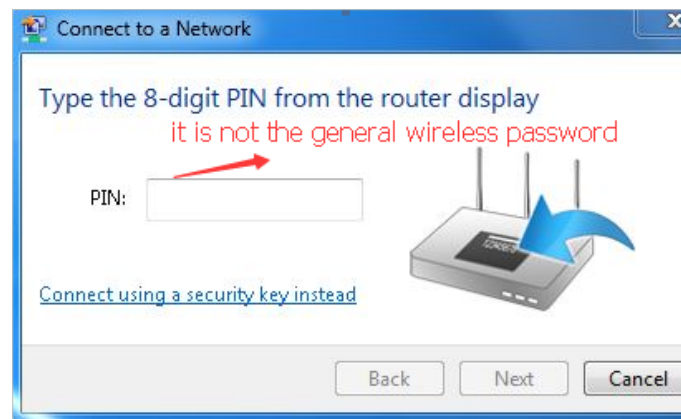 Connect to a Network
X
Type the 8-digit PIN from the router display
it is not the general wireless password
PIN:
12345678
Connect using a security key instead
Back
Next
Cancel